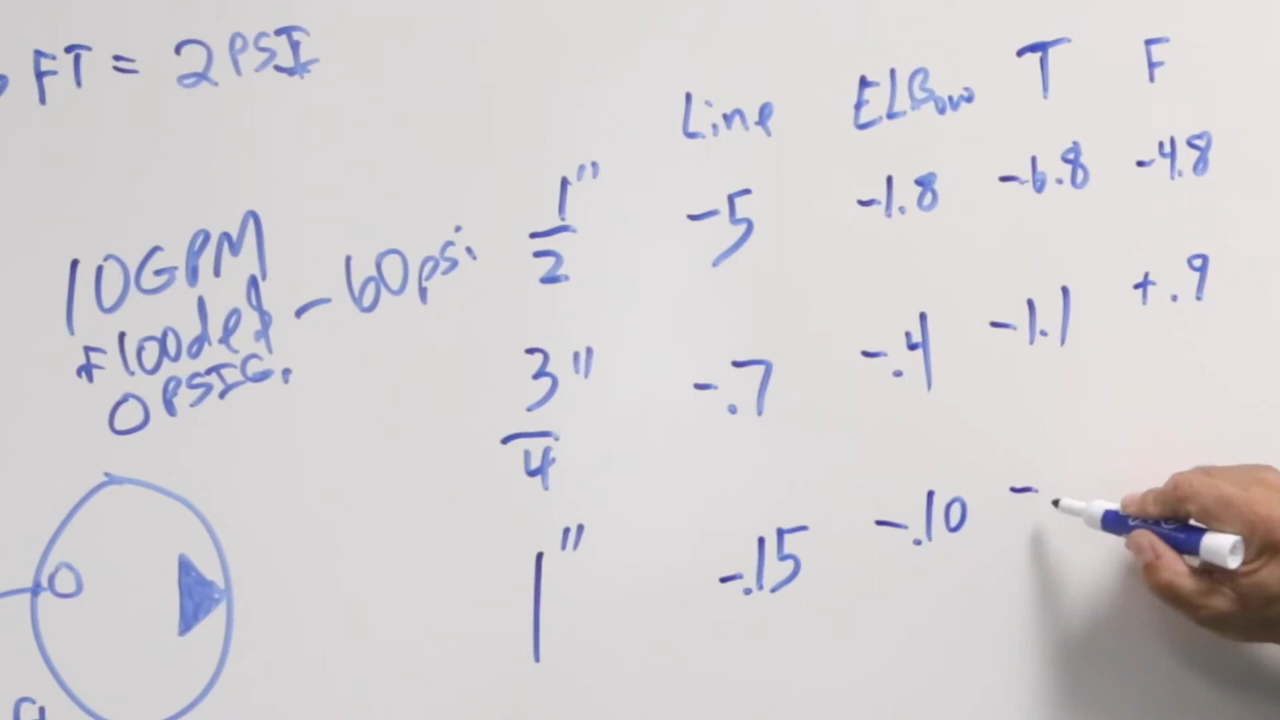 FT = 2PSI
Line ELBow T F
1/2" -5 -1.8 -6.8 -4.8
10GPM - 60psi
Flooded
0PSIG.
3/4" -.7 -.4 -1.1 +.9
1" -.15 -.10 -